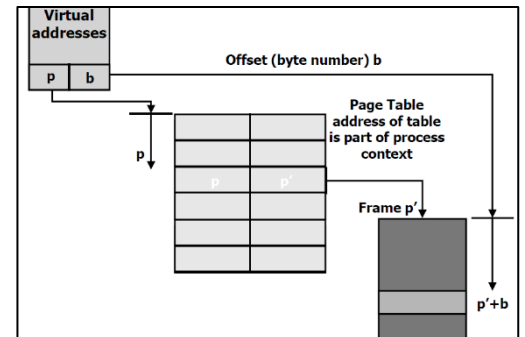 Virtual
addresses
p b
Offset (byte number) b
Page Table
address of table
is part of process
context
p
p p'
Frame p'
p'+b